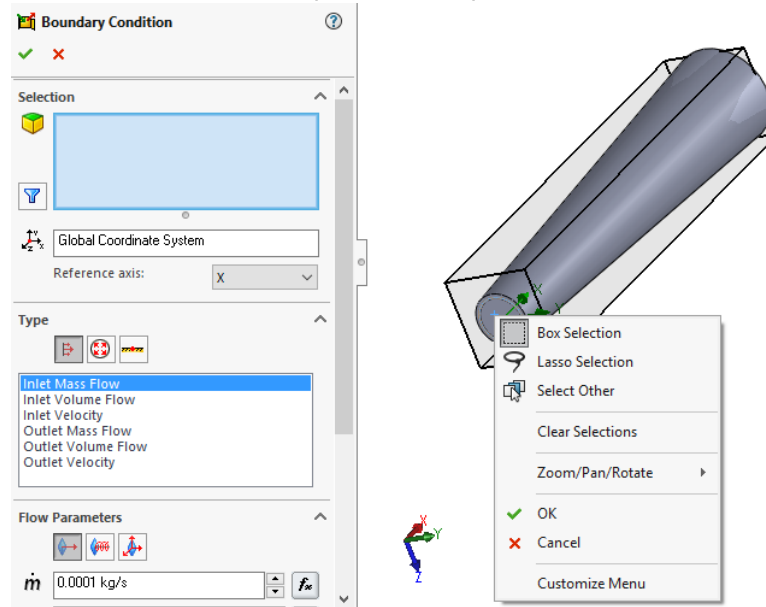 Boundary Condition
Selection
Global Coordinate System
Reference axis:
X
Type
Inlet Mass Flow
Inlet Volume Flow
Inlet Velocity
Outlet Mass Flow
Outlet Volume Flow
Outlet Velocity
Flow Parameters
ṁ 0.0001 kg/s
fx
X
Y
Box Selection
Lasso Selection
Select Other
Clear Selections
Zoom/Pan/Rotate
OK
Cancel
Customize Menu
X
Y
Z